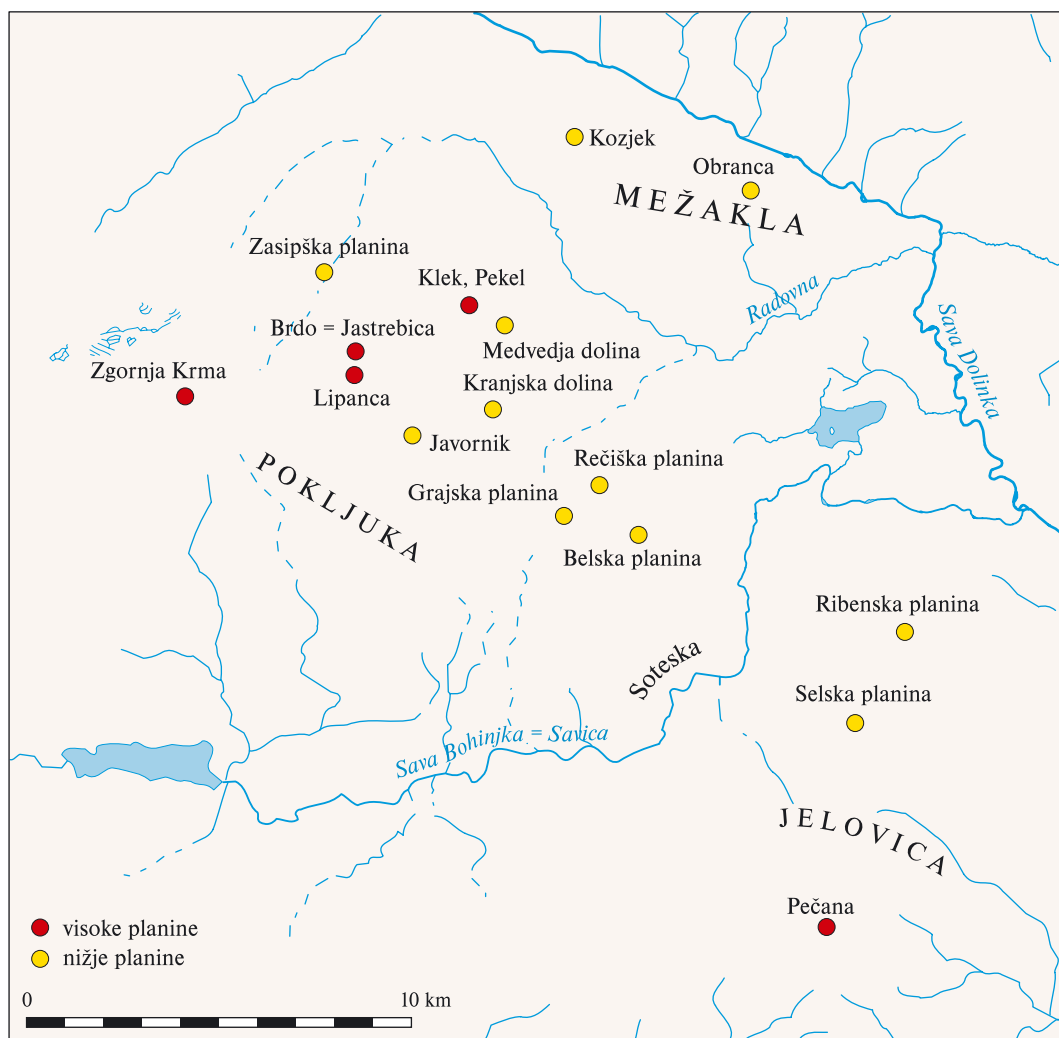 Kozjek
Obranca
MEŽAKLA
Zasipška planina
Klek, Pekel
Radovna
Brdo = Jastrebica
Sava Dolinka
Medvedja dolina
Zgornja Krma
Kranjska dolina
Lipanca
Javornik
Rečiška planina
POKLJUKA
Grajska planina
Belska planina
Ribenska planina
Soteska
Selska planina
Sava Bohinjka = Savica
JELOVICA
Pečana
visoke planine
nižje planine
0 10 km